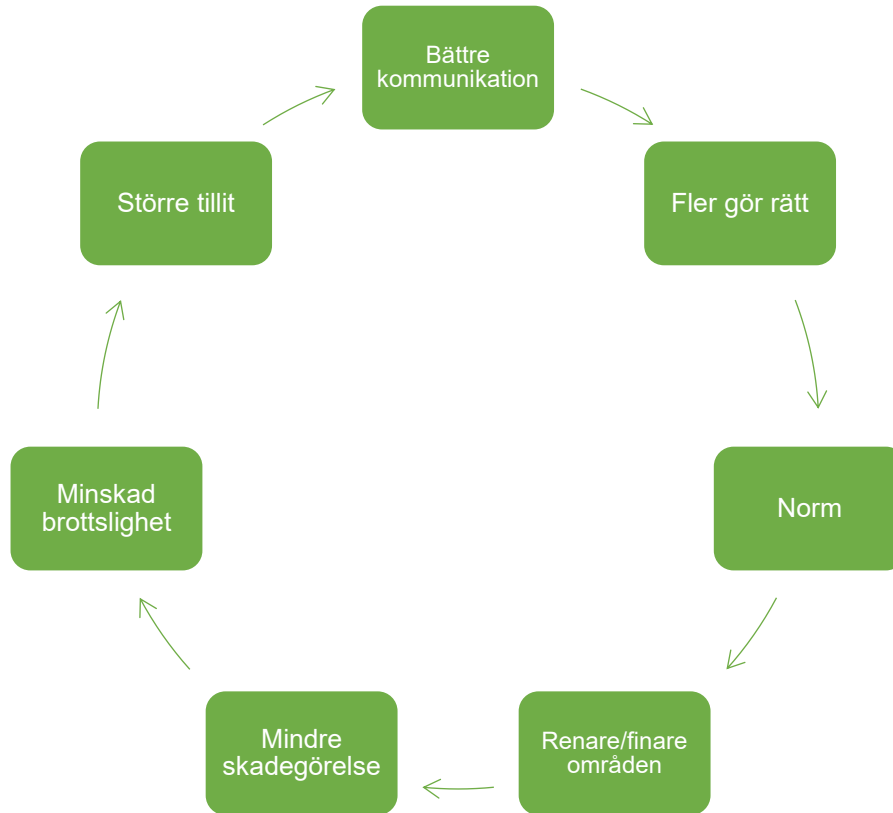 Bättre
kommunikation
Fler gör rätt
Norm
Renare/finare
områden
Mindre
skadegörelse
Minskad
brottslighet
Större tillit